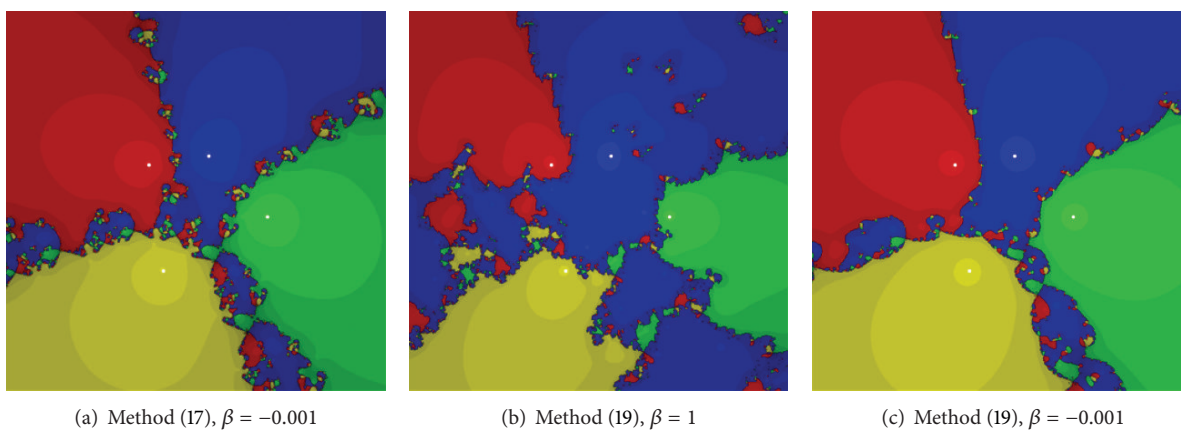 (a) Method (17), β = −0.001
(b) Method (19), β = 1
(c) Method (19), β = −0.001